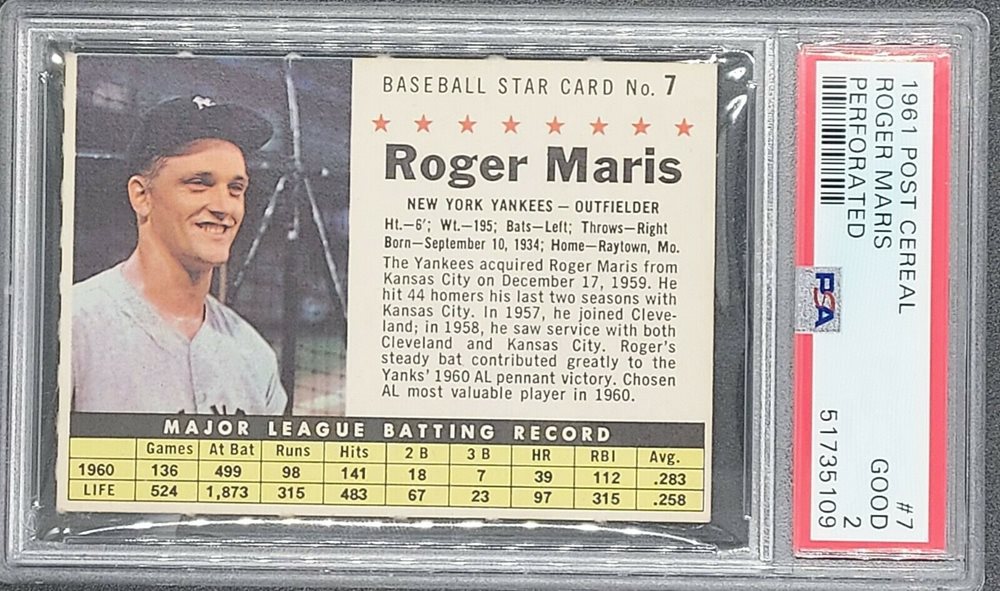 BASEBALL STAR CARD No. 7
Roger Maris
NEW YORK YANKEES — OUTFIELDER
Ht.—6'; Wt.—195; Bats—Left; Throws—Right
Born—September 10, 1934; Home—Raytown, Mo.
The Yankees acquired Roger Maris from
Kansas City on December 17, 1959. He
hit 44 homers his last two seasons with
Kansas City. In 1957, he joined Cleve-
land; in 1958, he saw service with both
Cleveland and Kansas City. Roger's
steady bat contributed greatly to the
Yanks' 1960 AL pennant victory. Chosen
AL most valuable player in 1960.
MAJOR LEAGUE BATTING RECORD
Games At Bat Runs Hits 2 B 3 B HR RBI Avg.
1960 136 499 98 141 18 7 39 112 .283
LIFE 524 1,873 315 483 67 23 97 315 .258
1961 POST CEREAL #7
ROGER MARIS GOOD
PERFORATED 2
PSA
51735109